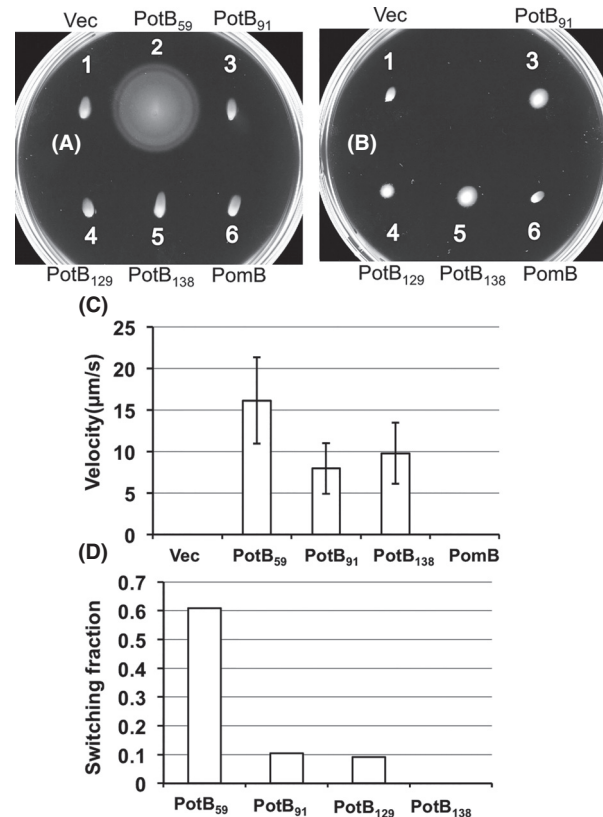 Vec PotB59 PotB91
1 2 3
(A)
4 5 6
PotB129 PotB138 PomB
Vec PotB91
1 3
(B)
4 5 6
PotB129 PotB138 PomB
(C)
Velocity(µm/s)
25
20
15
10
5
0
Vec PotB59 PotB91 PotB138 PomB
(D)
Switching fraction
0.7
0.6
0.5
0.4
0.3
0.2
0.1
0
PotB59 PotB91 PotB129 PotB138